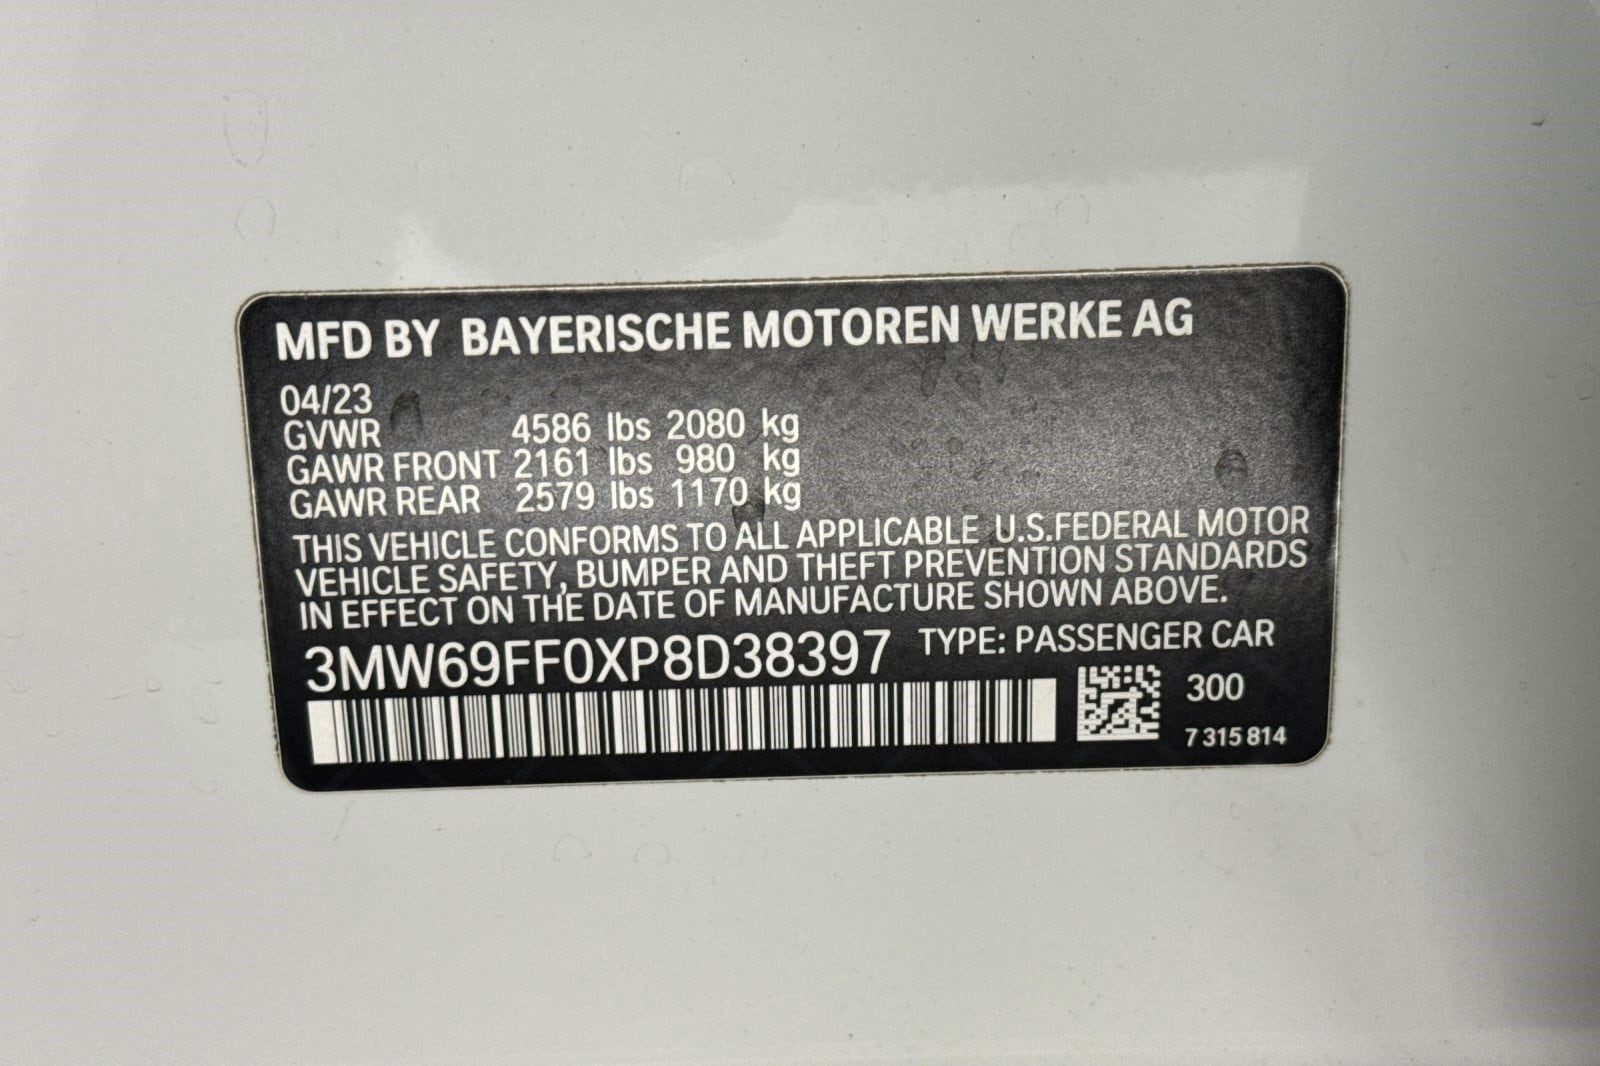 MFD BY BAYERISCHE MOTOREN WERKE AG
04/23
GVWR 4586 lbs 2080 kg
GAWR FRONT 2161 lbs 980 kg
GAWR REAR 2579 lbs 1170 kg
THIS VEHICLE CONFORMS TO ALL APPLICABLE U.S.FEDERAL MOTOR
VEHICLE SAFETY, BUMPER AND THEFT PREVENTION STANDARDS
IN EFFECT ON THE DATE OF MANUFACTURE SHOWN ABOVE.
3MW69FF0XP8D38397 TYPE: PASSENGER CAR
300
7 315 814